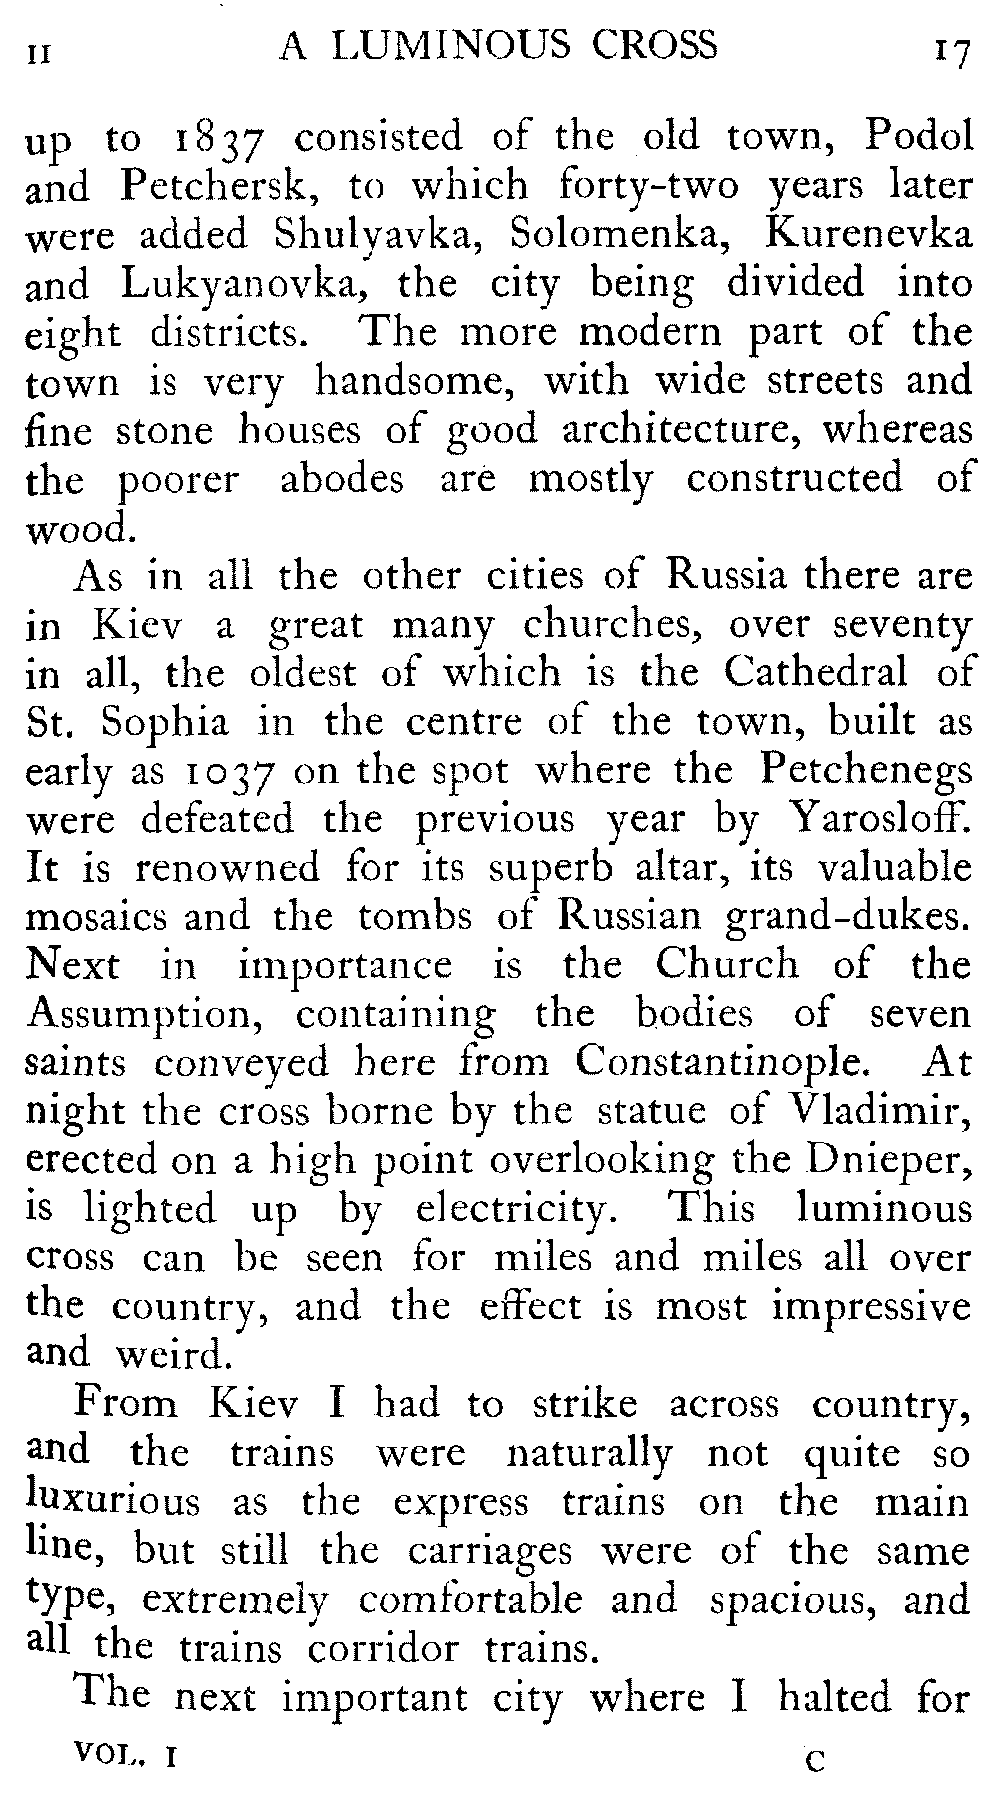 II A LUMINOUS CROSS 17
up to 1837 consisted of the old town, Podol
and Petchersk, to which forty-two years later
were added Shulyavka, Solomenka, Kurenevka
and Lukyanovka, the city being divided into
eight districts. The more modern part of the
town is very handsome, with wide streets and
fine stone houses of good architecture, whereas
the poorer abodes are mostly constructed of
wood.
As in all the other cities of Russia there are
in Kiev a great many churches, over seventy
in all, the oldest of which is the Cathedral of
St. Sophia in the centre of the town, built as
early as 1037 on the spot where the Petchenegs
were defeated the previous year by Yarosloff.
It is renowned for its superb altar, its valuable
mosaics and the tombs of Russian grand-dukes.
Next in importance is the Church of the
Assumption, containing the bodies of seven
saints conveyed here from Constantinople. At
night the cross borne by the statue of Vladimir,
erected on a high point overlooking the Dnieper,
is lighted up by electricity. This luminous
cross can be seen for miles and miles all over
the country, and the effect is most impressive
and weird.
From Kiev I had to strike across country,
and the trains were naturally not quite so
luxurious as the express trains on the main
line, but still the carriages were of the same
type, extremely comfortable and spacious, and
all the trains corridor trains.
The next important city where I halted for
VOL. I C